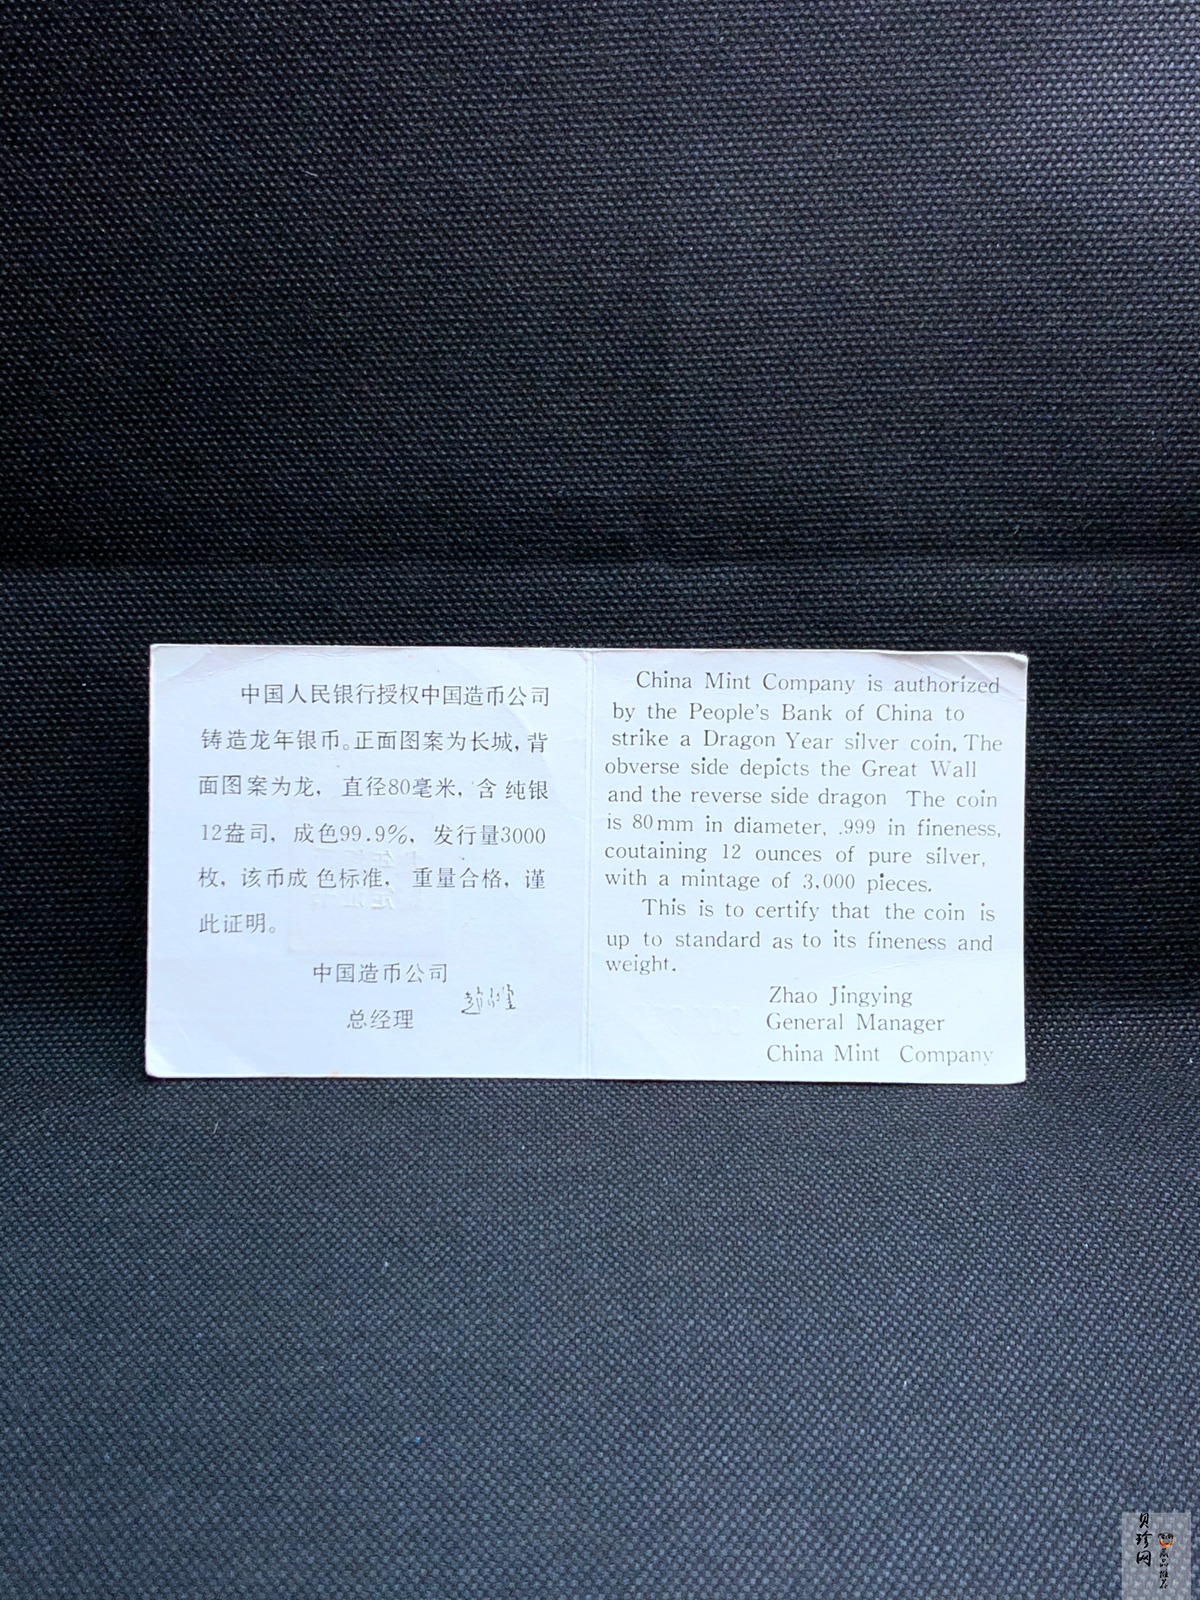 中国人民银行授权中国造币公司
铸造龙年银币。正面图案为长城,背
面图案为龙, 直径80毫米, 含 纯银
12盎司, 成色99.9%, 发行量3000
枚, 该币成 色标准, 重量合格, 谨
此证明。
中国造币公司
总经理
China Mint Company is authorized
by the People's Bank of China to
strike a Dragon Year silver coin. The
obverse side depicts the Great Wall
and the reverse side dragon The coin
is 80mm in diameter, .999 in fineness,
coutaining 12 ounces of pure silver,
with a mintage of 3,000 pieces.
This is to certify that the coin is
up to standard as to its fineness and
weight.
Zhao Jingying
General Manager
China Mint Company
贝珍网